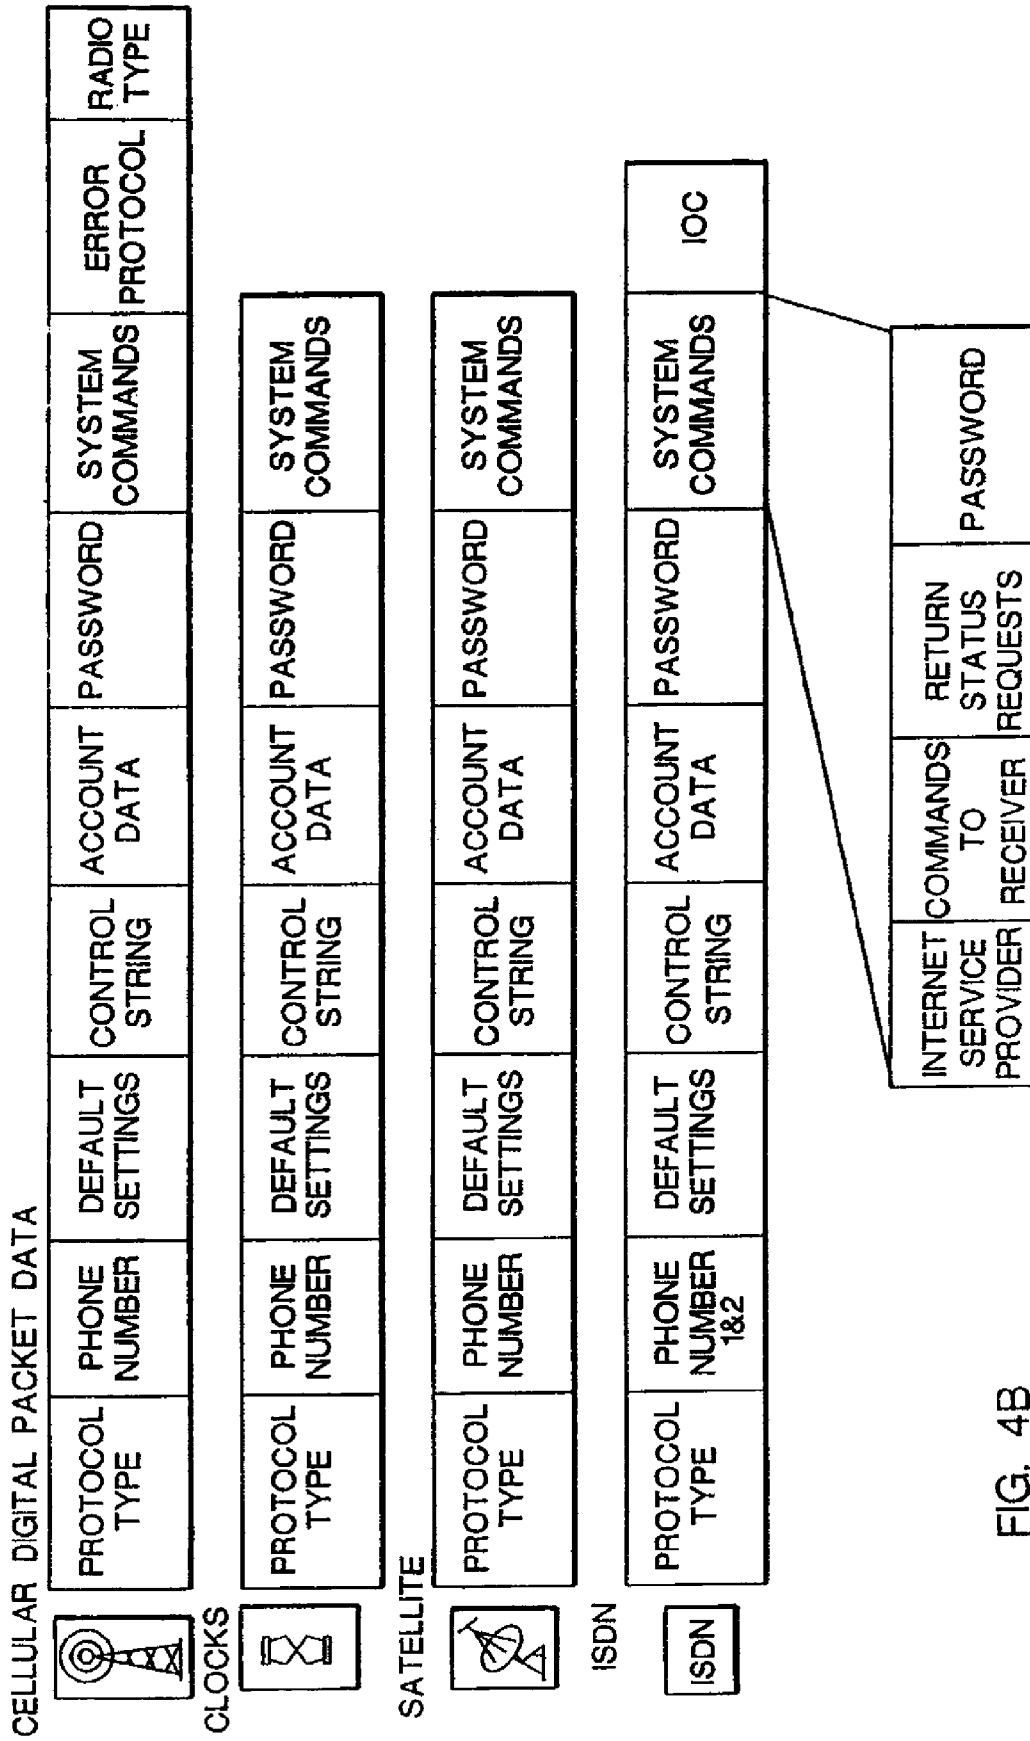 CELLULAR DIGITAL PACKET DATA
PROTOCOL
TYPE
PHONE
NUMBER
DEFAULT
SETTINGS
CONTROL
STRING
ACCOUNT
DATA
PASSWORD
SYSTEM
COMMANDS
ERROR
PROTOCOL
RADIO
TYPE
CLOCKS
PROTOCOL
TYPE
PHONE
NUMBER
DEFAULT
SETTINGS
CONTROL
STRING
ACCOUNT
DATA
PASSWORD
SYSTEM
COMMANDS
SATELLITE
PROTOCOL
TYPE
PHONE
NUMBER
DEFAULT
SETTINGS
CONTROL
STRING
ACCOUNT
DATA
PASSWORD
SYSTEM
COMMANDS
ISDN
ISDN
PROTOCOL
TYPE
PHONE
NUMBER
1&2
DEFAULT
SETTINGS
CONTROL
STRING
ACCOUNT
DATA
PASSWORD
SYSTEM
COMMANDS
IOC
INTERNET
SERVICE
PROVIDER
COMMANDS
TO
RECEIVER
RETURN
STATUS
REQUESTS
PASSWORD
FIG. 4B